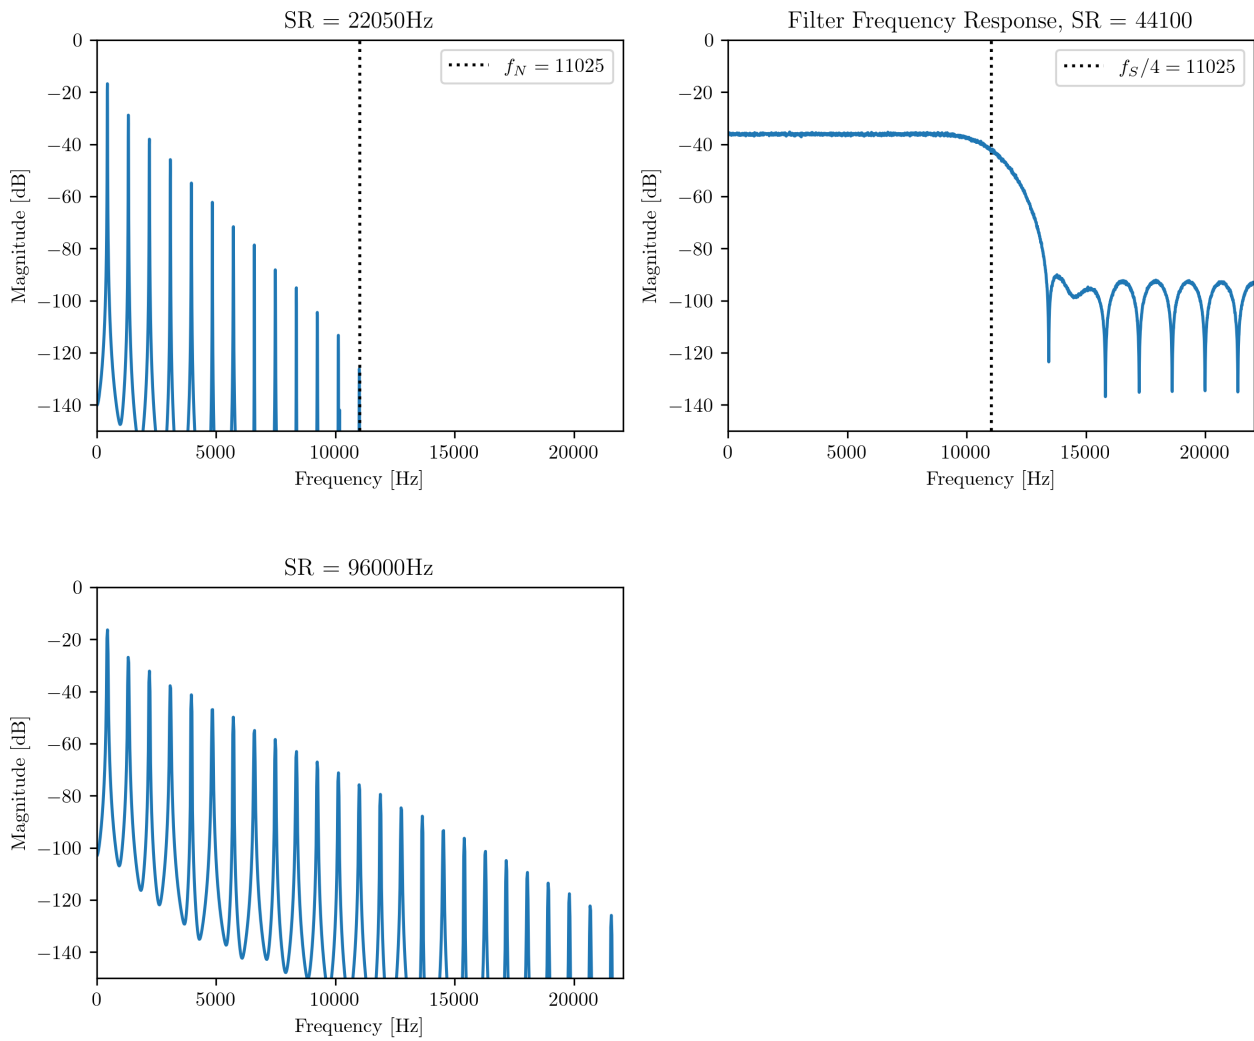 SR = 22050Hz
f_N = 11025
0
−20
−40
−60
−80
−100
−120
−140
Magnitude [dB]
0 5000 10000 15000 20000
Frequency [Hz]
Filter Frequency Response, SR = 44100
f_S/4 = 11025
0
−20
−40
−60
−80
−100
−120
−140
Magnitude [dB]
0 5000 10000 15000 20000
Frequency [Hz]
SR = 96000Hz
0
−20
−40
−60
−80
−100
−120
−140
Magnitude [dB]
0 5000 10000 15000 20000
Frequency [Hz]